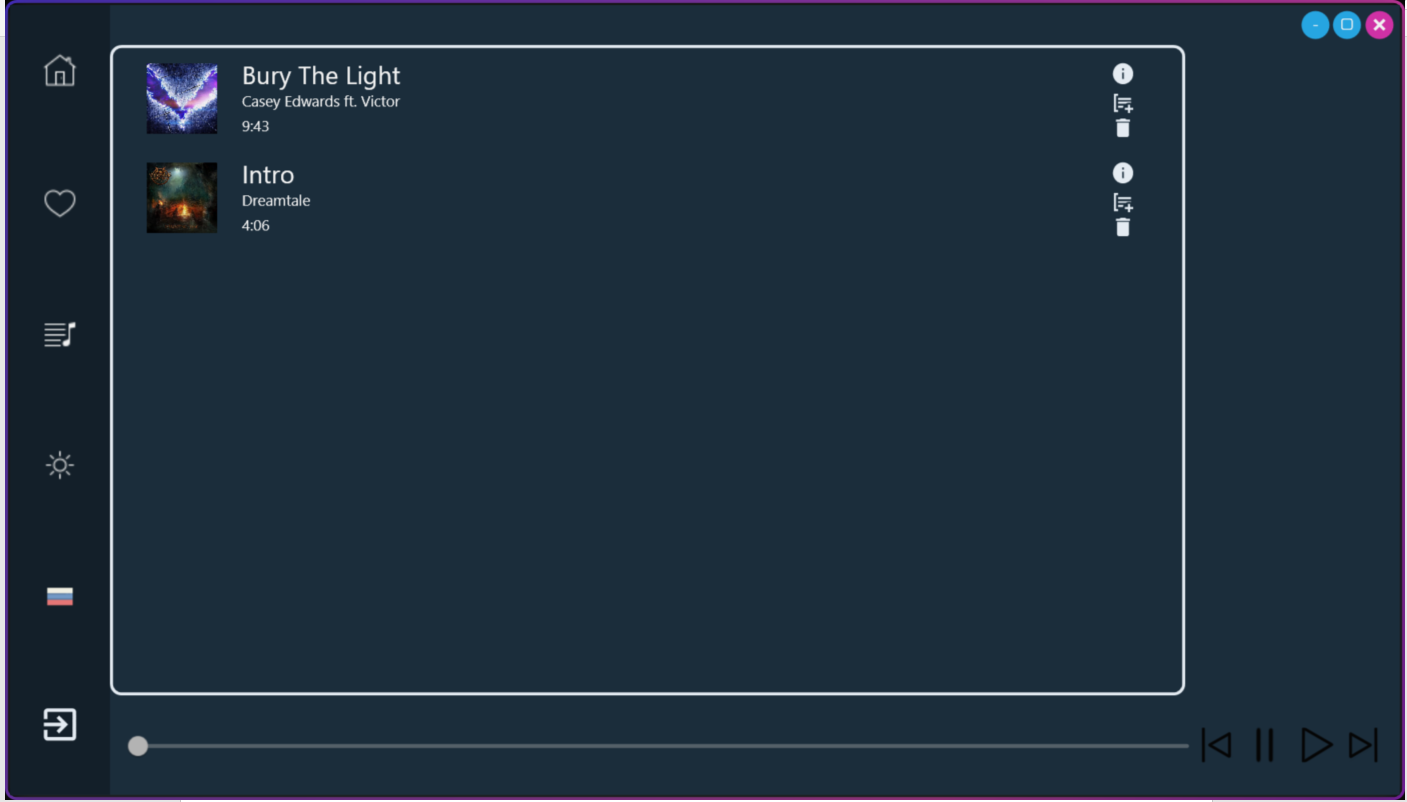 Bury The Light
Casey Edwards ft. Victor
9:43
Intro
Dreamtale
4:06